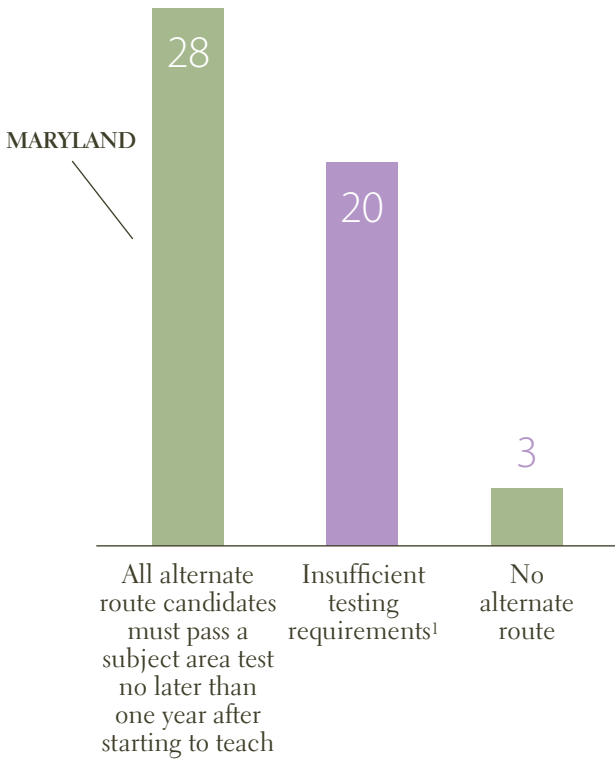 28
MARYLAND
20
3
All alternate
route candidates
must pass a
subject area test
no later than
one year after
starting to teach
Insufficient
testing
requirements¹
No
alternate
route